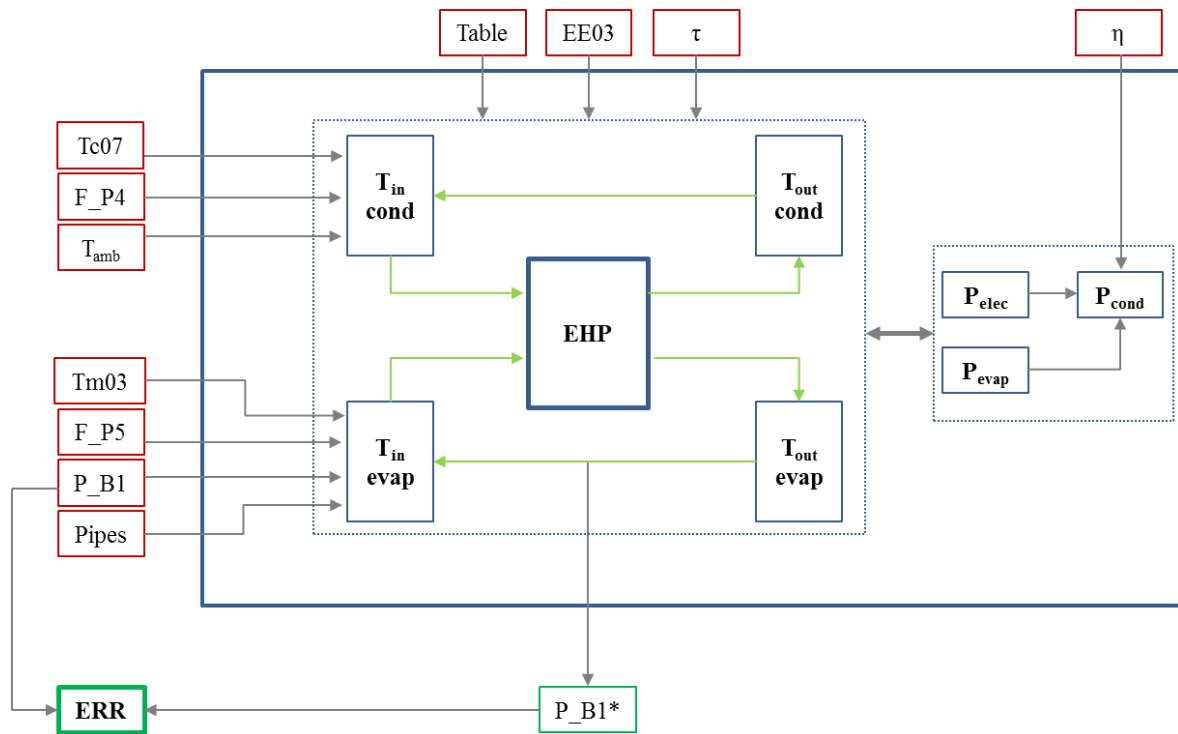 Table
EE03
τ
η
Tc07
F_P4
Tamb
Tin
cond
Tout
cond
EHP
Pelec
Pcond
Pevap
Tm03
F_P5
P_B1
Pipes
Tin
evap
Tout
evap
ERR
P_B1*